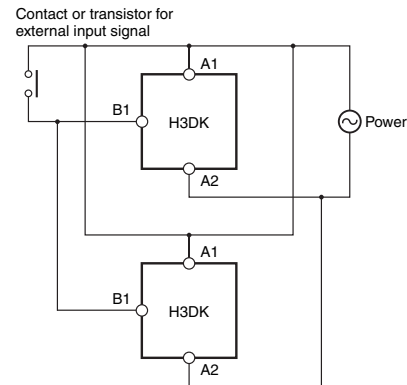 Contact or transistor for
external input signal
A1
B1
H3DK
Power
A2
A1
B1
H3DK
A2